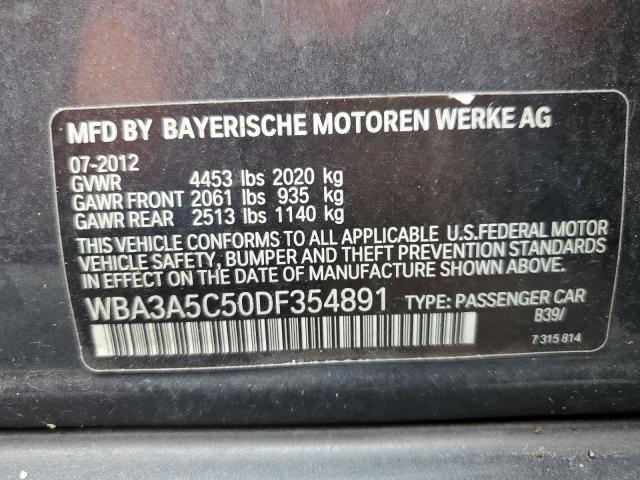 MFD BY BAYERISCHE MOTOREN WERKE AG
07-2012
GVWR 4453 lbs 2020 kg
GAWR FRONT 2061 lbs 935 kg
GAWR REAR 2513 lbs 1140 kg
THIS VEHICLE CONFORMS TO ALL APPLICABLE U.S.FEDERAL MOTOR
VEHICLE SAFETY, BUMPER AND THEFT PREVENTION STANDARDS
IN EFFECT ON THE DATE OF MANUFACTURE SHOWN ABOVE.
WBA3A5C50DF354891 TYPE: PASSENGER CAR
B39/
7 315 814